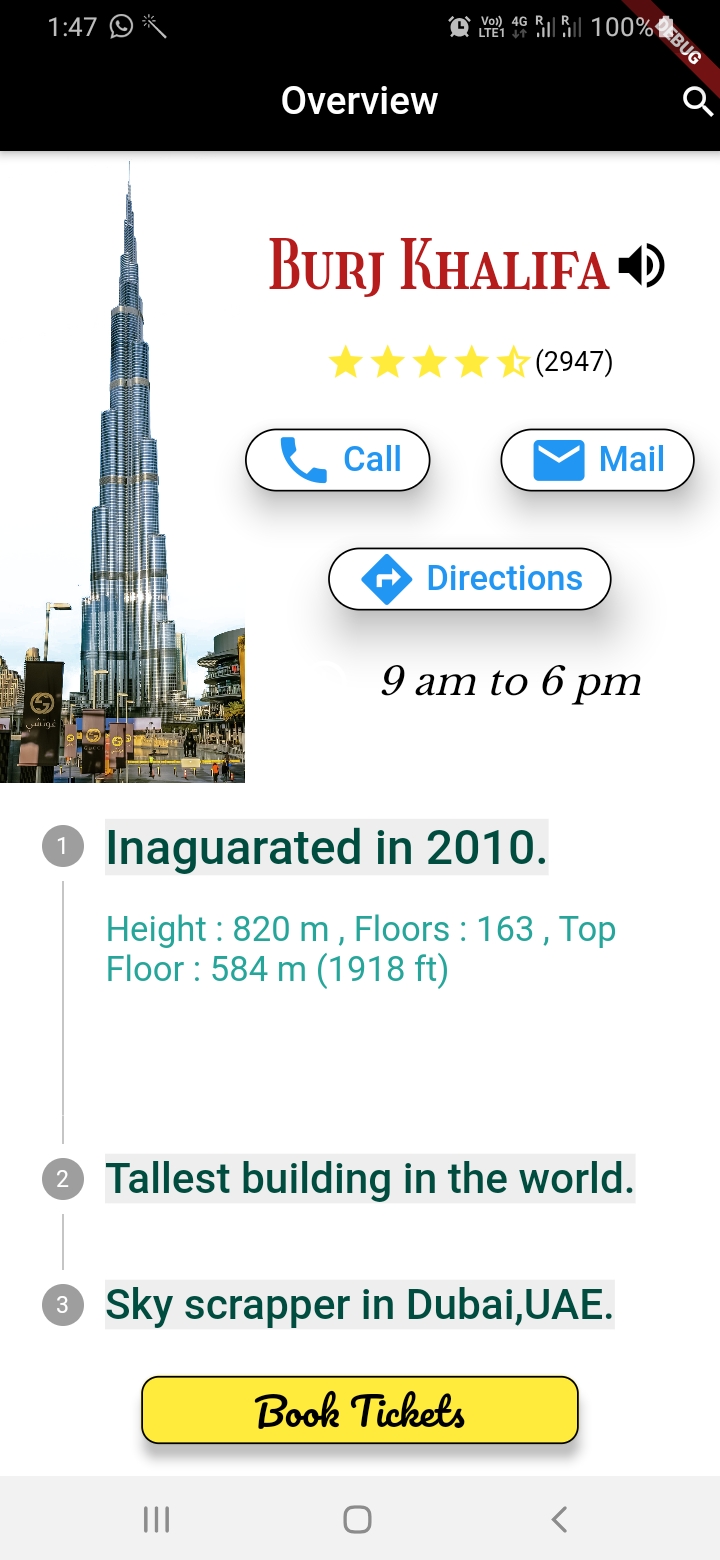 1:47
Vo) 4G R R 100%
LTE1
DEBUG
Overview
Burj Khalifa
(2947)
Call
Mail
Directions
9 am to 6 pm
GUCCI
1 Inaguarated in 2010.
Height : 820 m , Floors : 163 , Top
Floor : 584 m (1918 ft)
2 Tallest building in the world.
3 Sky scrapper in Dubai,UAE.
Book Tickets